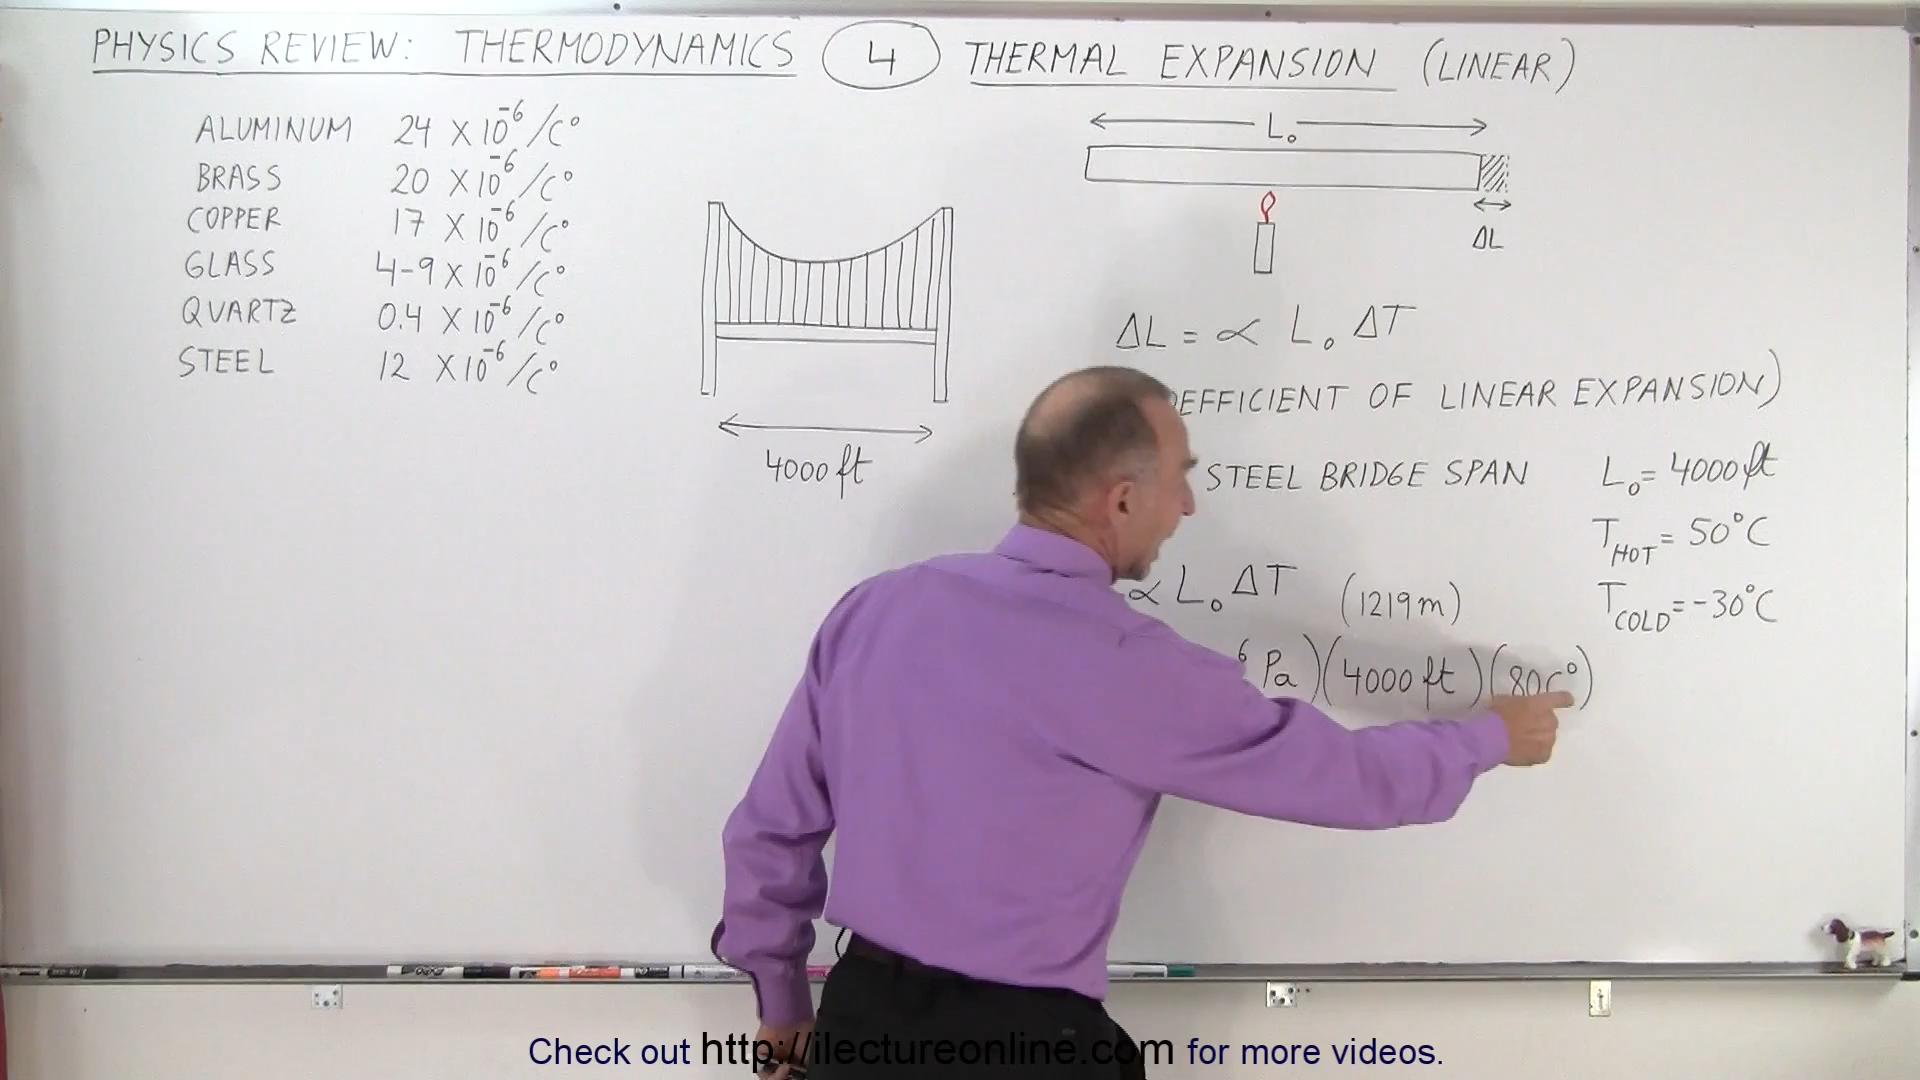 PHYSICS REVIEW: THERMODYNAMICS 4 THERMAL EXPANSION (LINEAR)
ALUMINUM 24 X 10⁻⁶ /C°
BRASS 20 X 10⁻⁶ /C°
COPPER 17 X 10⁻⁶ /C°
GLASS 4-9 X 10⁻⁶ /C°
QUARTZ 0.4 X 10⁻⁶ /C°
STEEL 12 X 10⁻⁶ /C°
4000 ft
L₀
ΔL
ΔL = ∝ L₀ ΔT
EFFICIENT OF LINEAR EXPANSION)
STEEL BRIDGE SPAN
L₀ = 4000 ft
T_HOT = 50°C
T_COLD = -30°C
∝ L₀ ΔT (1219 m)
⁶ Pa)(4000 ft)(80 C°)
Check out http://ilectureonline.com for more videos.